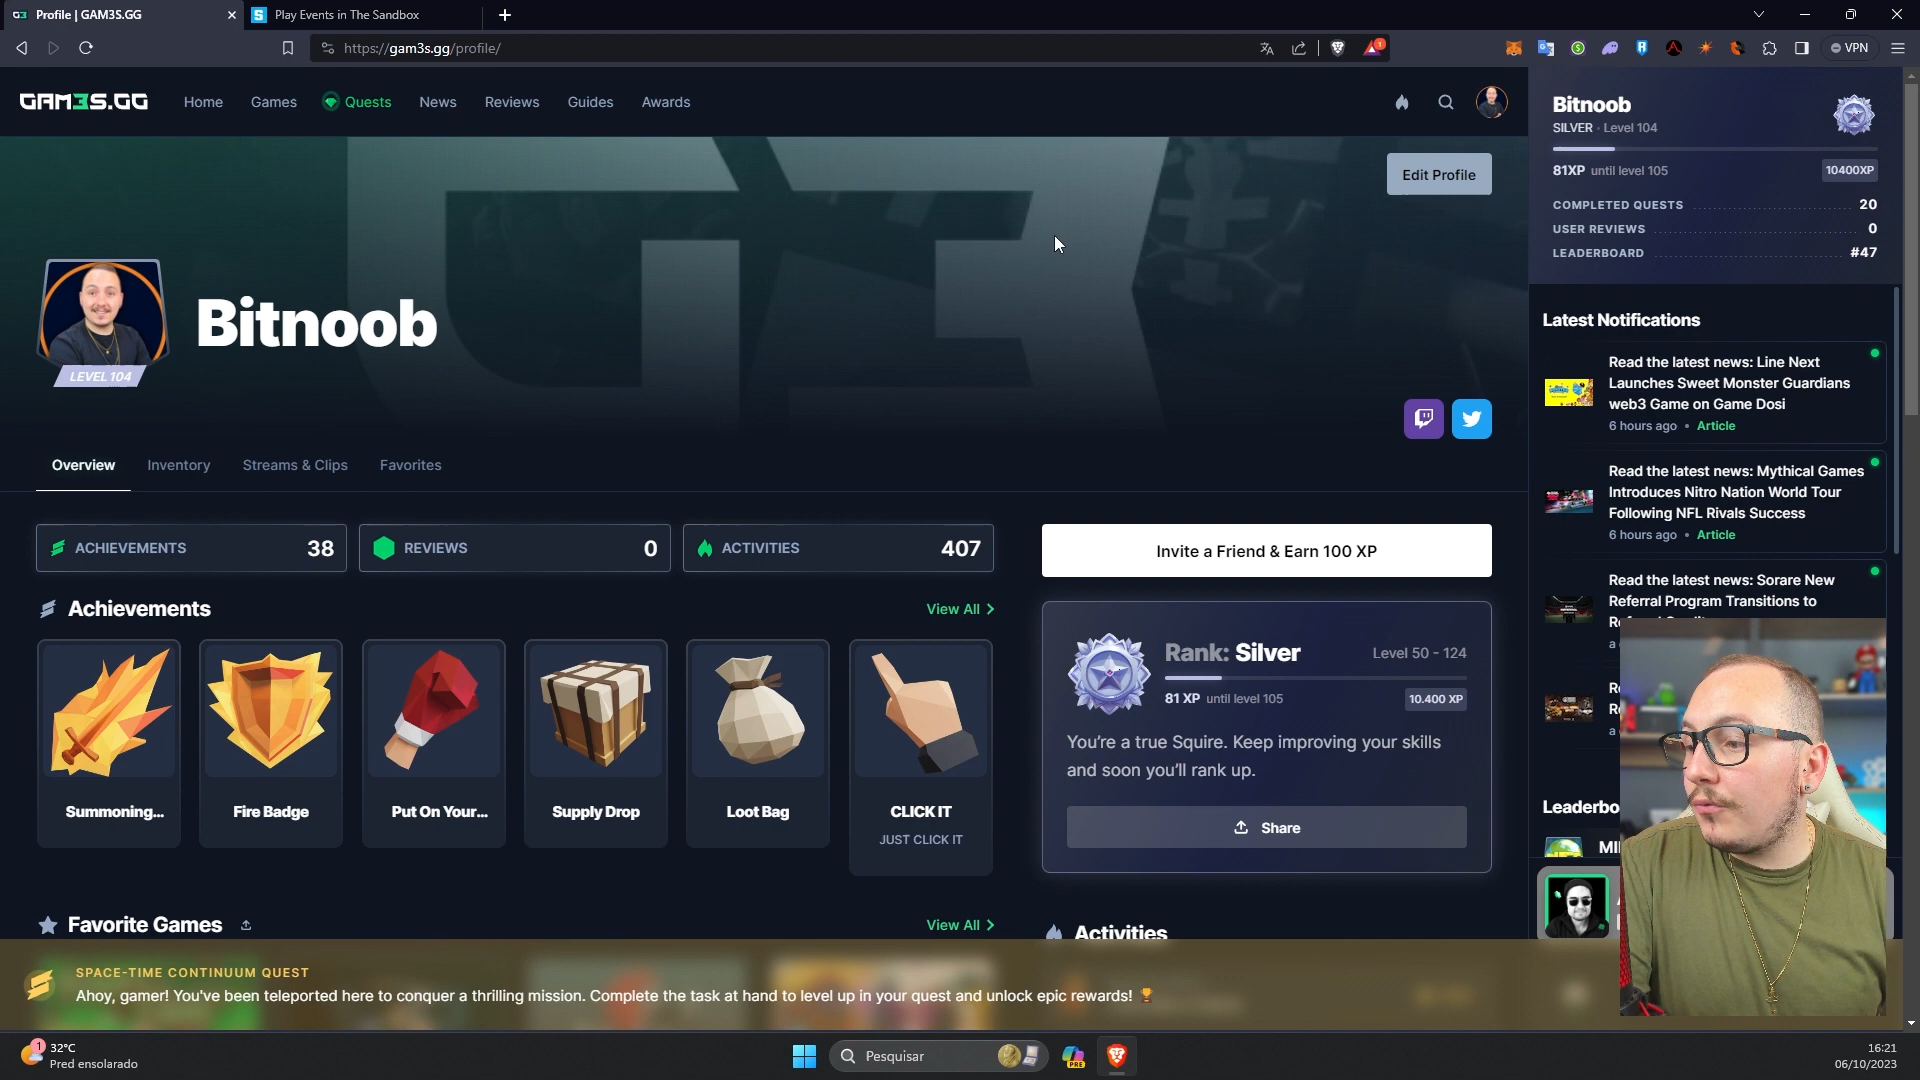 Profile | GAM3S.GG
Play Events in The Sandbox
https://gam3s.gg/profile/
1
VPN
GAM3S.GG
Home
Games
Quests
News
Reviews
Guides
Awards
Edit Profile
Bitnoob
LEVEL 104
Overview
Inventory
Streams & Clips
Favorites
ACHIEVEMENTS
38
REVIEWS
0
ACTIVITIES
407
Achievements
View All
Summoning...
Fire Badge
Put On Your...
Supply Drop
Loot Bag
CLICK IT
JUST CLICK IT
Favorite Games
View All
Invite a Friend & Earn 100 XP
Rank: Silver
Level 50 - 124
81 XP until level 105
10.400 XP
You're a true Squire. Keep improving your skills
and soon you'll rank up.
Share
Activities
Bitnoob
SILVER · Level 104
81XP until level 105
10400XP
COMPLETED QUESTS
20
USER REVIEWS
0
LEADERBOARD
#47
Latest Notifications
Read the latest news: Line Next
Launches Sweet Monster Guardians
web3 Game on Game Dosi
6 hours ago • Article
Read the latest news: Mythical Games
Introduces Nitro Nation World Tour
Following NFL Rivals Success
6 hours ago • Article
Read the latest news: Sorare New
Referral Program Transitions to
Leaderbo
SPACE-TIME CONTINUUM QUEST
Ahoy, gamer! You've been teleported here to conquer a thrilling mission. Complete the task at hand to level up in your quest and unlock epic rewards! 🏆
1
32°C
Pred ensolarado
Pesquisar
PRE
16:21
06/10/2023